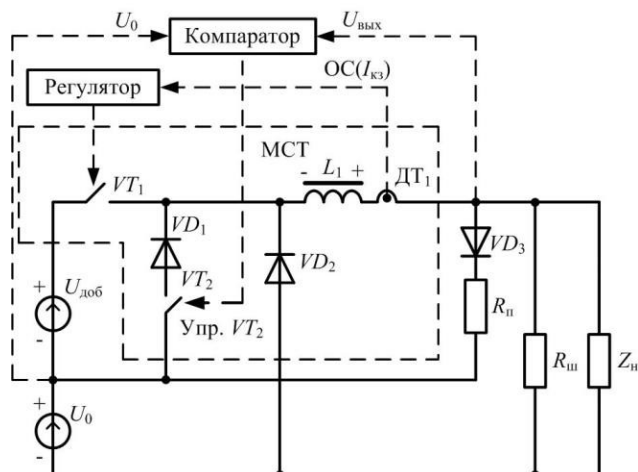 U₀
Компаратор
Uвых
Регулятор
ОС(Iкз)
МСТ
- L₁ +
ДТ₁
VT₁
VD₁
VD₂
VD₃
VT₂
+
Uдоб
-
Упр. VT₂
Rп
Rш
Zн
+
U₀
-